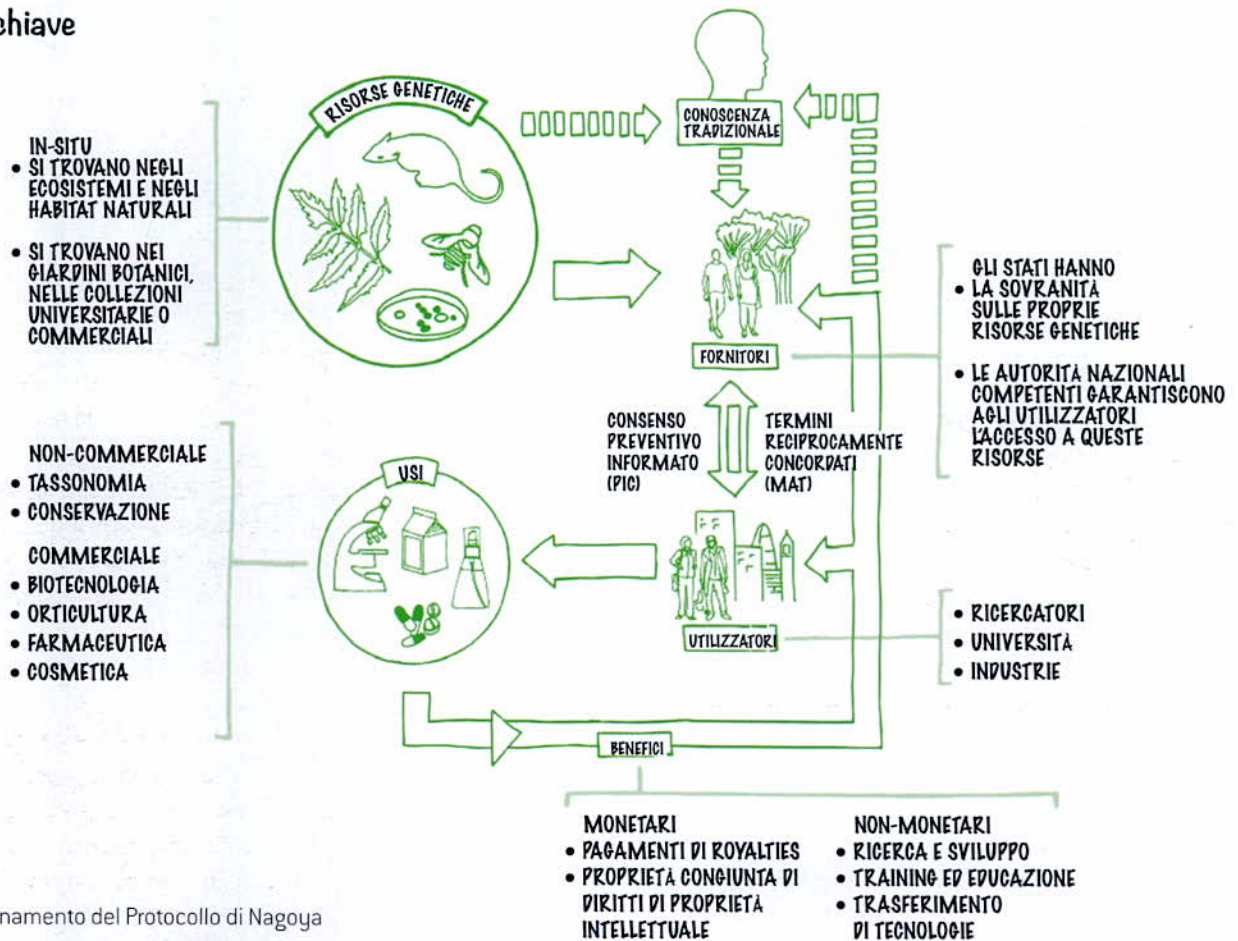 chiave
RISORSE GENETICHE
IN-SITU
• SI TROVANO NEGLI
ECOSISTEMI E NEGLI
HABITAT NATURALI
• SI TROVANO NEI
GIARDINI BOTANICI,
NELLE COLLEZIONI
UNIVERSITARIE O
COMMERCIALI
CONOSCENZA
TRADIZIONALE
FORNITORI
GLI STATI HANNO
• LA SOVRANITÀ
SULLE PROPRIE
RISORSE GENETICHE
• LE AUTORITÀ NAZIONALI
COMPETENTI GARANTISCONO
AGLI UTILIZZATORI
L'ACCESSO A QUESTE
RISORSE
CONSENSO
PREVENTIVO
INFORMATO
(PIC)
TERMINI
RECIPROCAMENTE
CONCORDATI
(MAT)
USI
NON-COMMERCIALE
• TASSONOMIA
• CONSERVAZIONE
COMMERCIALE
• BIOTECNOLOGIA
• ORTICULTURA
• FARMACEUTICA
• COSMETICA
UTILIZZATORI
• RICERCATORI
• UNIVERSITÀ
• INDUSTRIE
BENEFICI
MONETARI
• PAGAMENTI DI ROYALTIES
• PROPRIETÀ CONGIUNTA DI
DIRITTI DI PROPRIETÀ
INTELLETTUALE
NON-MONETARI
• RICERCA E SVILUPPO
• TRAINING ED EDUCAZIONE
• TRASFERIMENTO
DI TECNOLOGIE
namento del Protocollo di Nagoya